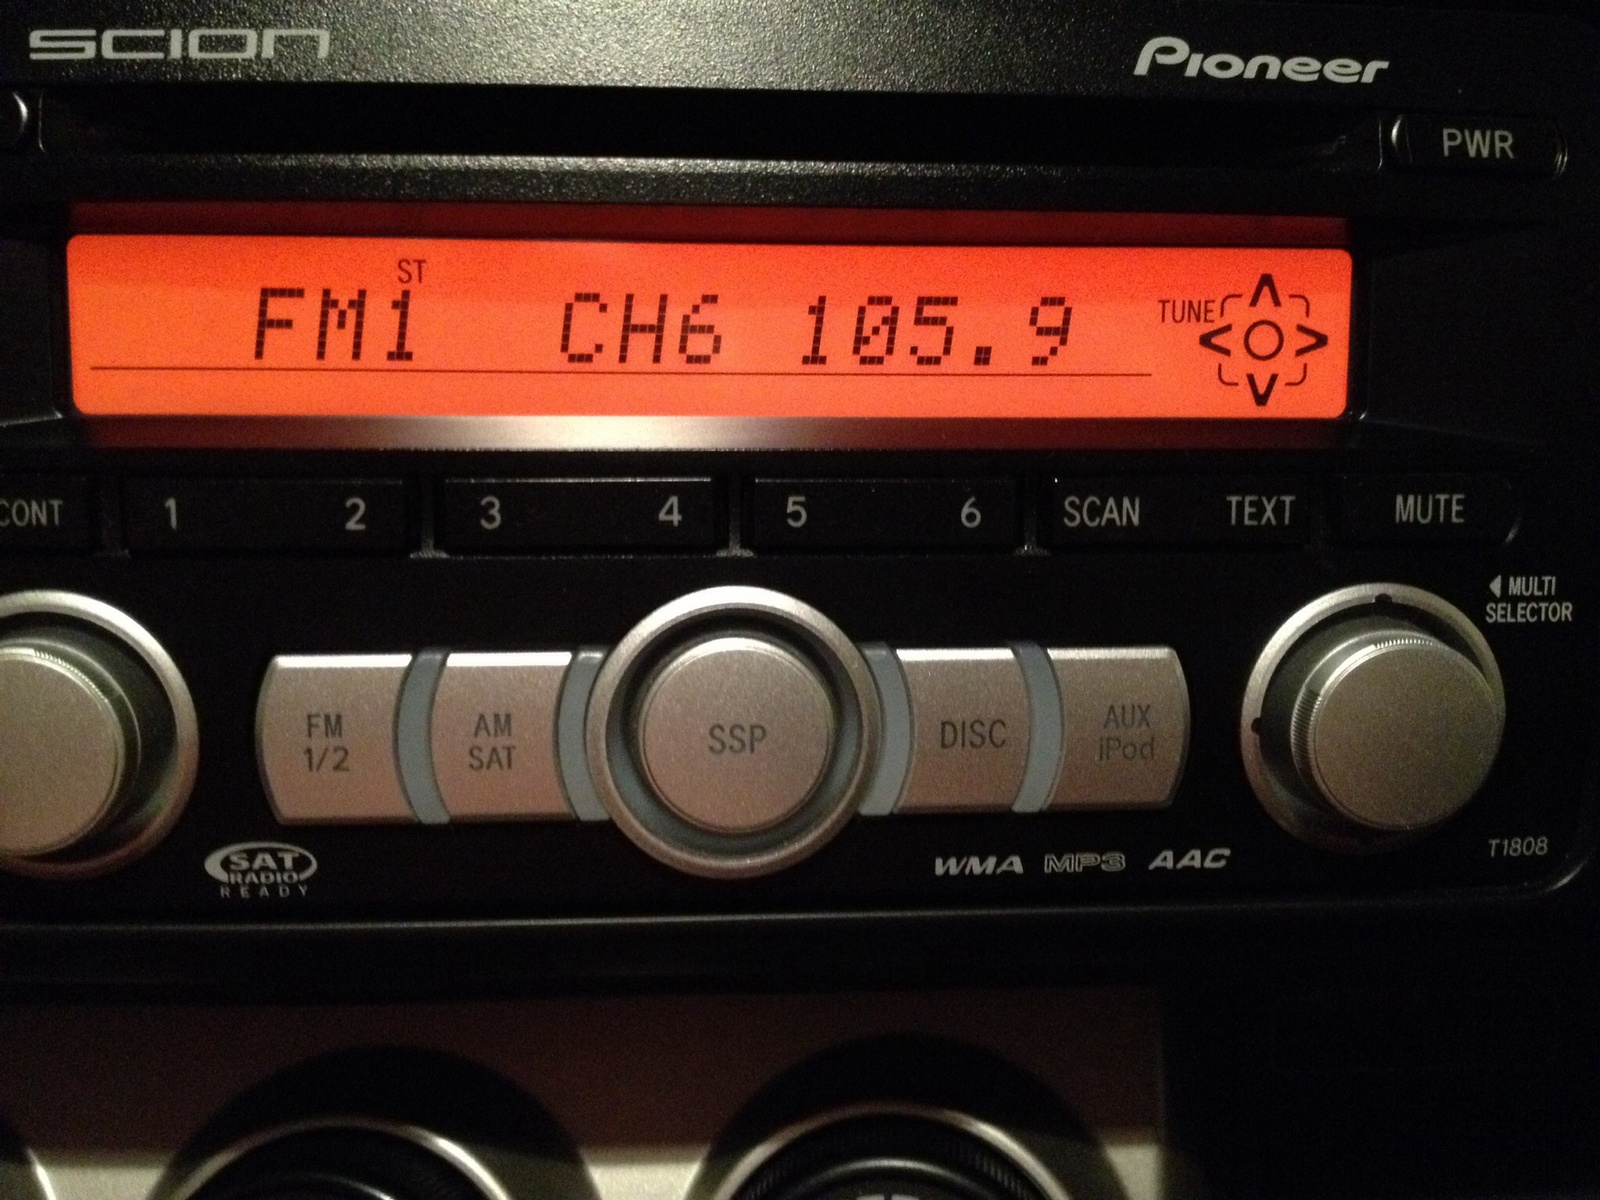 SCION
Pioneer
PWR
ST
FM1 CH6 105.9
TUNE
CONT 1 2 3 4 5 6 SCAN TEXT MUTE
MULTI
SELECTOR
FM
1/2
AM
SAT
SSP
DISC
AUX
iPod
SAT
RADIO
READY
WMA MP3 AAC
T1808